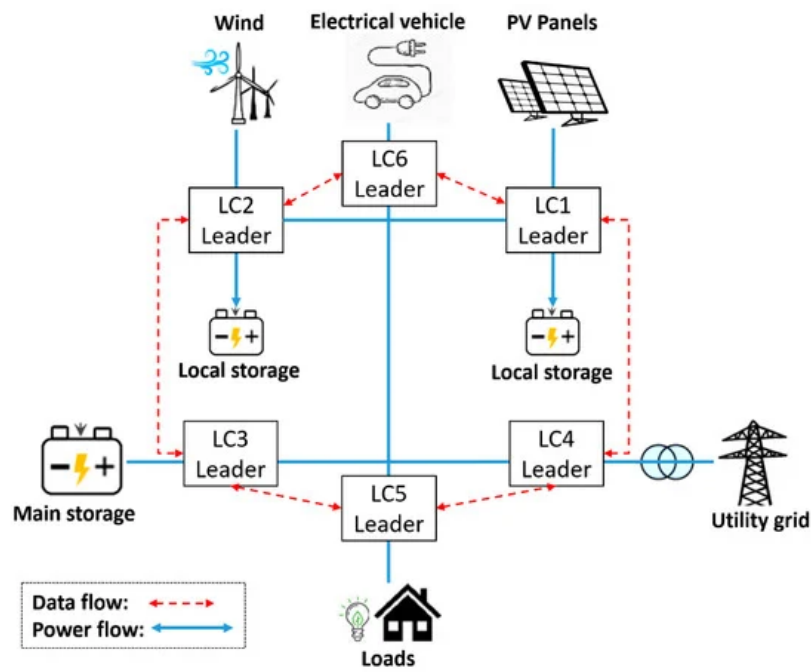 Wind
Electrical vehicle
PV Panels
LC6
Leader
LC2
Leader
LC1
Leader
Local storage
Local storage
LC3
Leader
LC4
Leader
LC5
Leader
Main storage
Utility grid
Data flow:
Power flow:
Loads